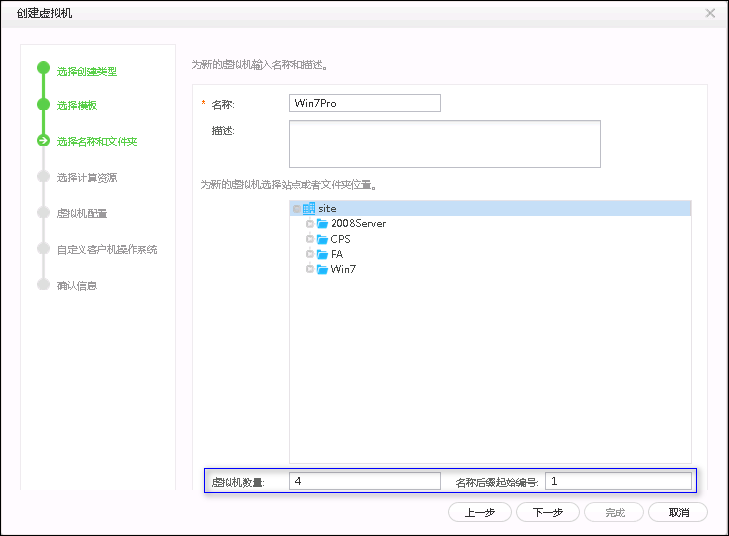 创建虚拟机
选择创建类型
选择模板
选择名称和文件夹
选择计算资源
虚拟机配置
自定义客户机操作系统
确认信息
为新的虚拟机输入名称和描述。
* 名称: Win7Pro
描述:
为新的虚拟机选择站点或者文件夹位置。
site
2008Server
CPS
FA
Win7
虚拟机数量: 4 名称后缀起始编号: 1
上一步 下一步 完成 取消